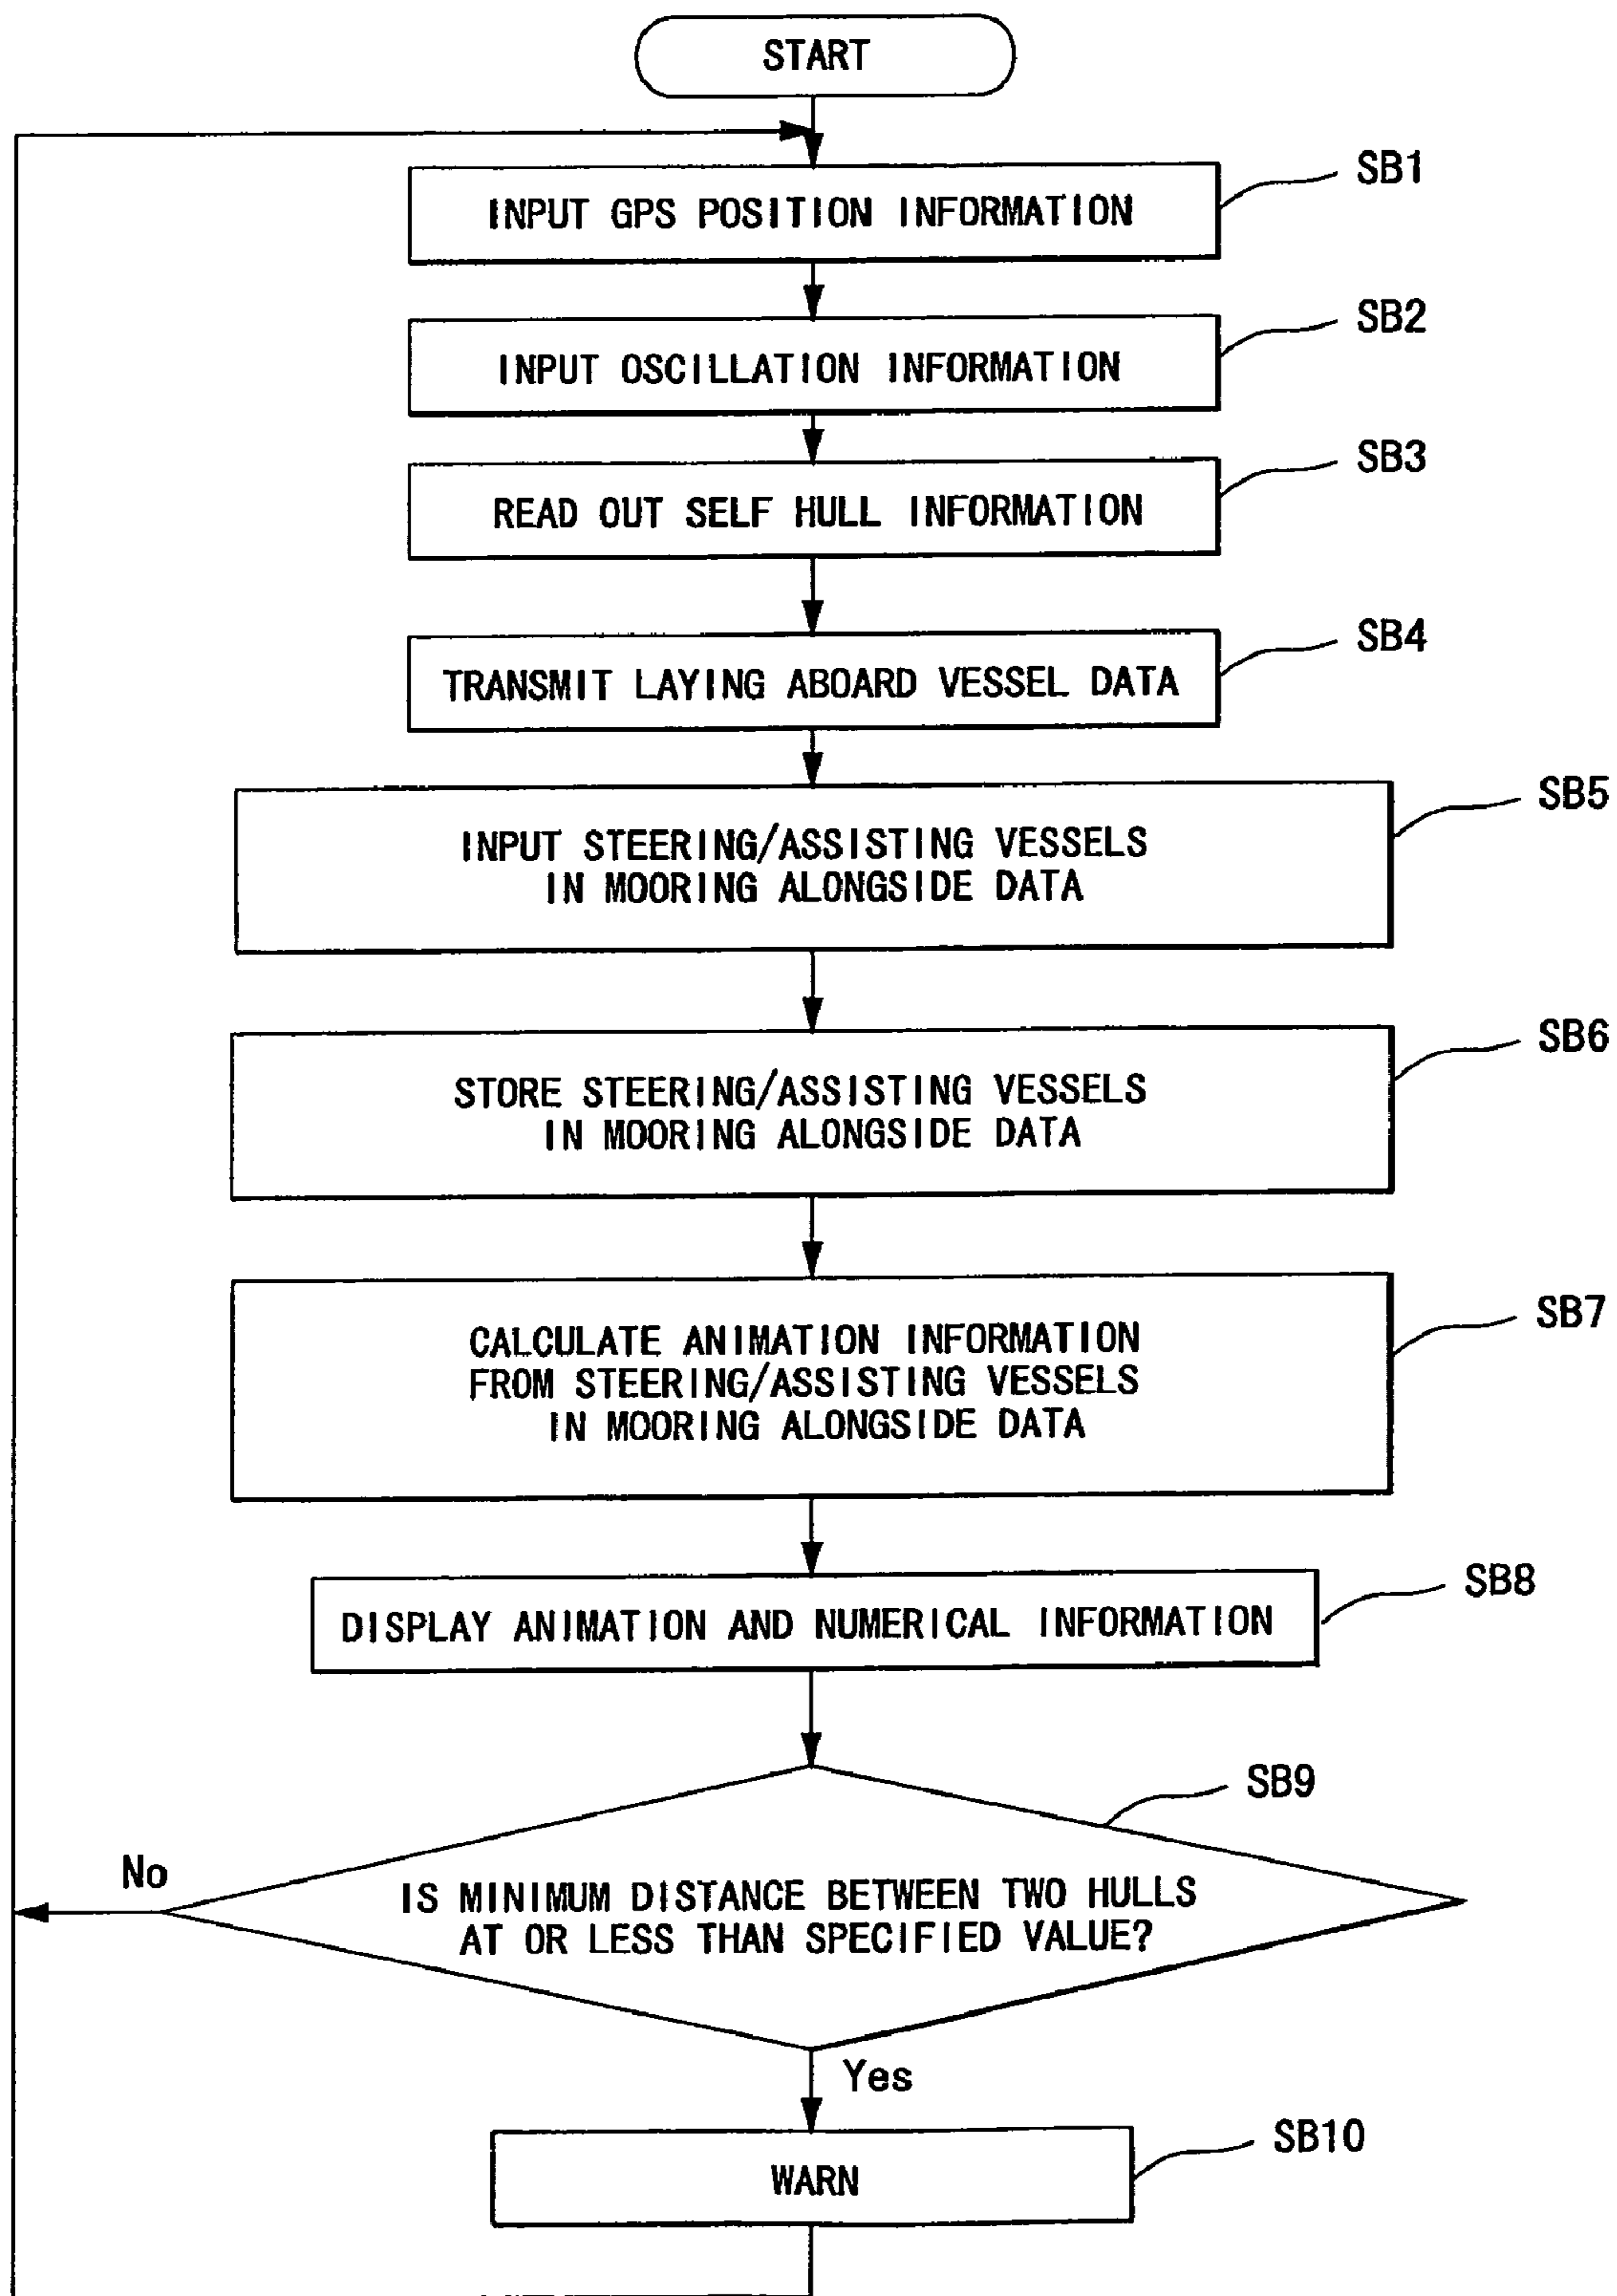 START
SB1
INPUT GPS POSITION INFORMATION
SB2
INPUT OSCILLATION INFORMATION
SB3
READ OUT SELF HULL INFORMATION
SB4
TRANSMIT LAYING ABOARD VESSEL DATA
SB5
INPUT STEERING/ASSISTING VESSELS
IN MOORING ALONGSIDE DATA
SB6
STORE STEERING/ASSISTING VESSELS
IN MOORING ALONGSIDE DATA
SB7
CALCULATE ANIMATION INFORMATION
FROM STEERING/ASSISTING VESSELS
IN MOORING ALONGSIDE DATA
SB8
DISPLAY ANIMATION AND NUMERICAL INFORMATION
SB9
No
IS MINIMUM DISTANCE BETWEEN TWO HULLS
AT OR LESS THAN SPECIFIED VALUE?
Yes
SB10
WARN